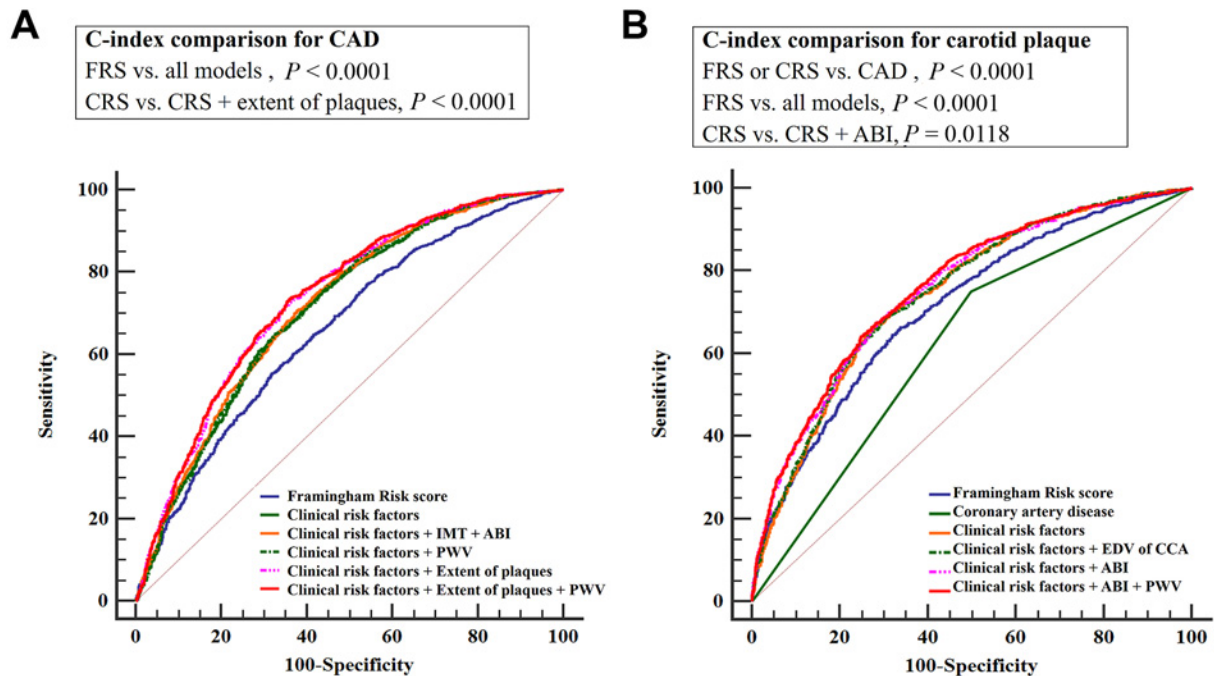 A
C-index comparison for CAD
FRS vs. all models , P < 0.0001
CRS vs. CRS + extent of plaques, P < 0.0001
100
80
60
40
20
0
Sensitivity
Framingham Risk score
Clinical risk factors
Clinical risk factors + IMT + ABI
Clinical risk factors + PWV
Clinical risk factors + Extent of plaques
Clinical risk factors + Extent of plaques + PWV
0 20 40 60 80 100
100-Specificity
B
C-index comparison for carotid plaque
FRS or CRS vs. CAD , P < 0.0001
FRS vs. all models, P < 0.0001
CRS vs. CRS + ABI, P = 0.0118
100
80
60
40
20
0
Sensitivity
Framingham Risk score
Coronary artery disease
Clinical risk factors
Clinical risk factors + EDV of CCA
Clinical risk factors + ABI
Clinical risk factors + ABI + PWV
0 20 40 60 80 100
100-Specificity